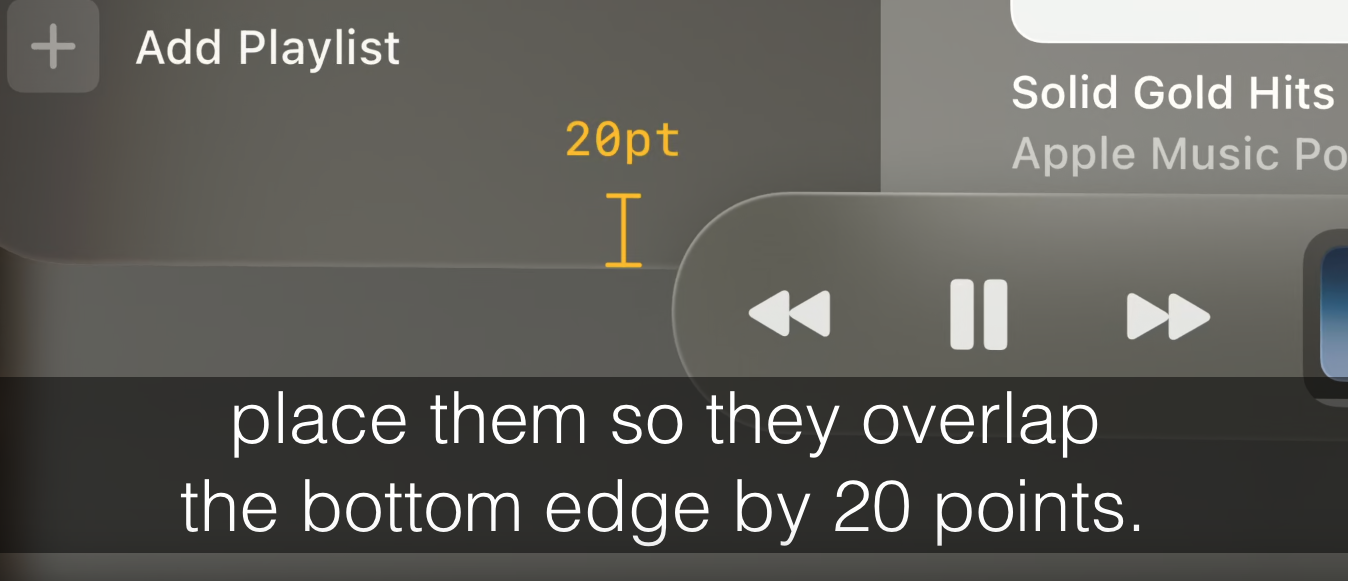 Add Playlist
20pt
Solid Gold Hits
Apple Music Po
place them so they overlap
the bottom edge by 20 points.